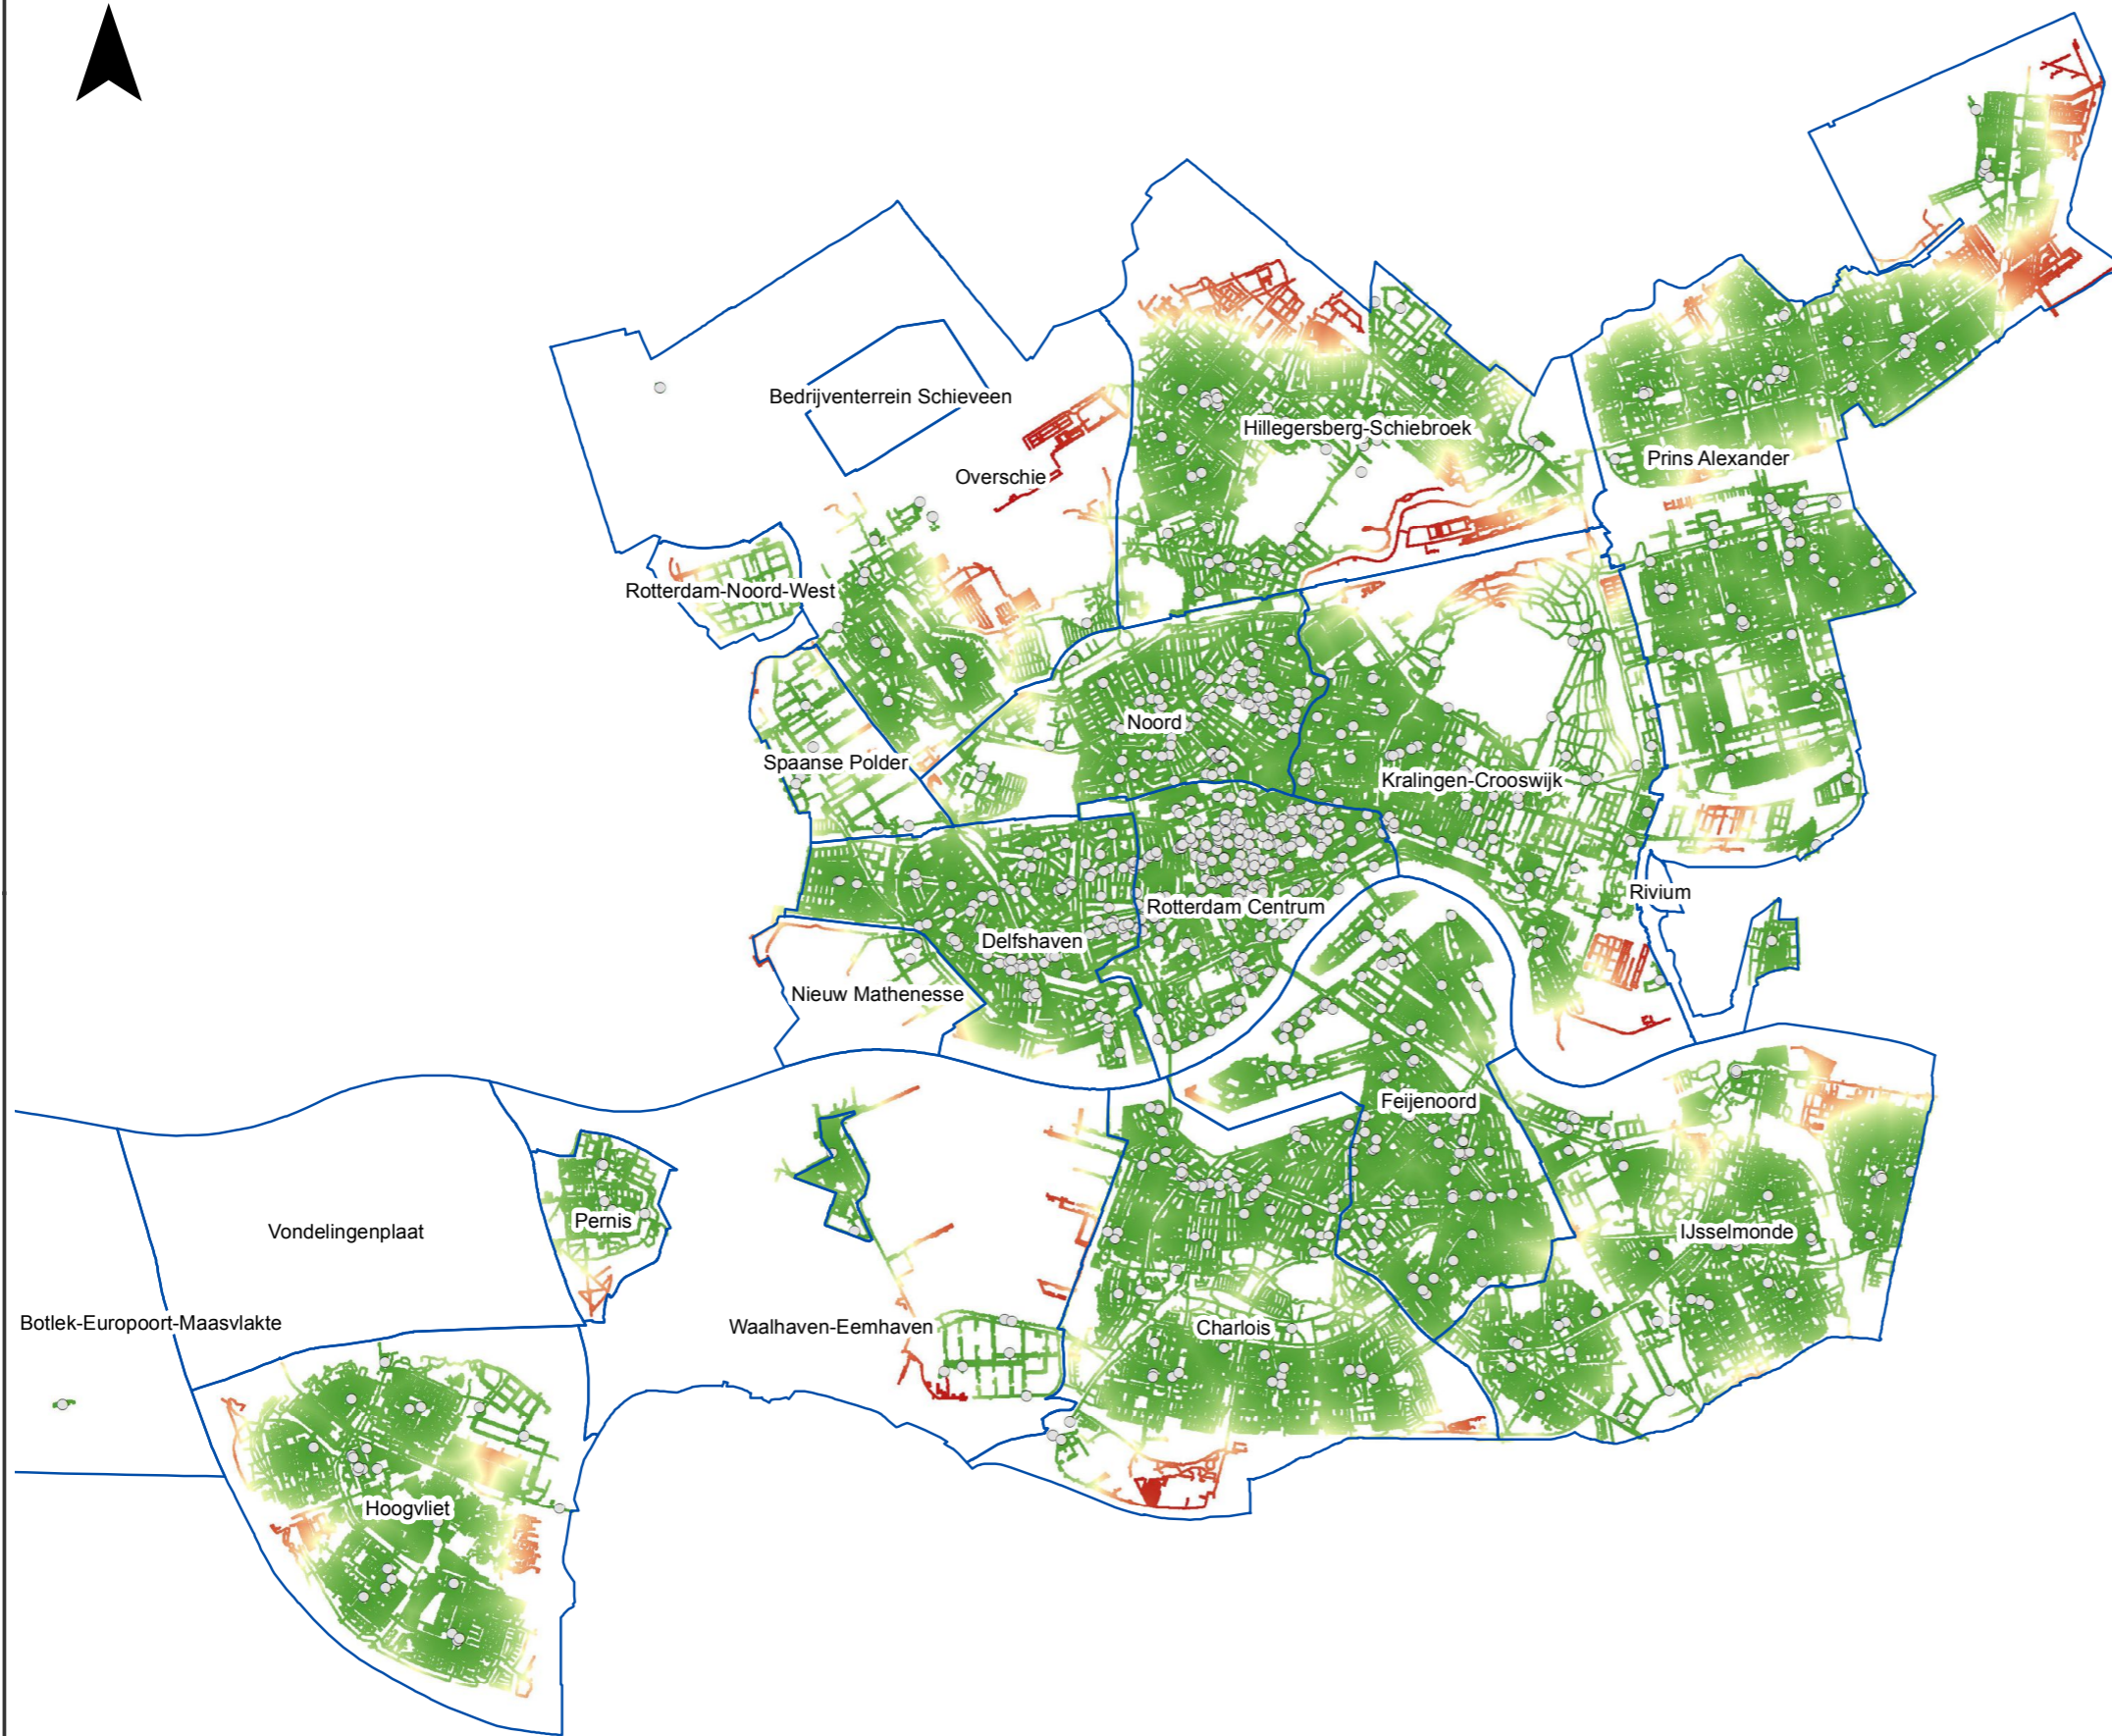 Bedrijventerrein Schieveen
Hillegersberg-Schiebroek
Prins Alexander
Overschie
Rotterdam-Noord-West
Noord
Spaanse Polder
Kralingen-Crooswijk
Rivium
Rotterdam Centrum
Delfshaven
Nieuw Mathenesse
Feijenoord
Pernis
Vondelingenplaat
IJsselmonde
Botlek-Europoort-Maasvlakte
Waalhaven-Eemhaven
Charlois
Hoogvliet